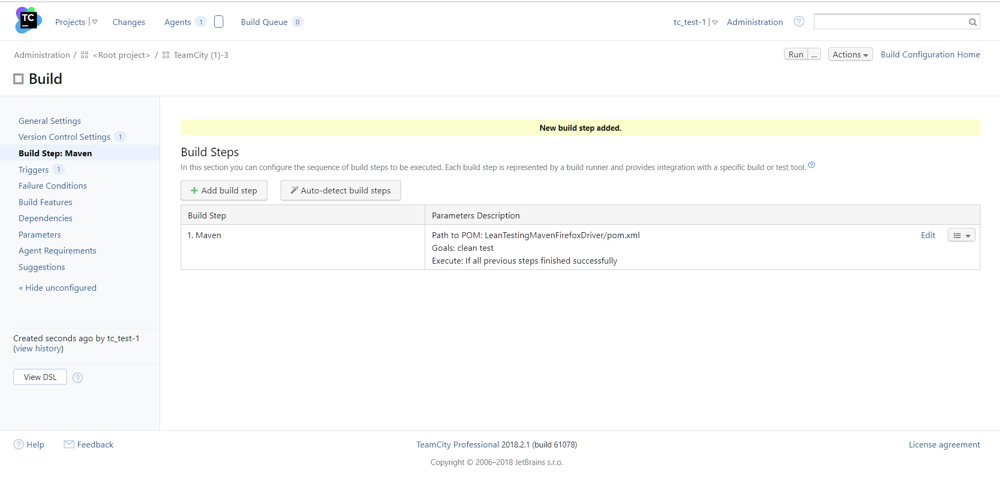 TC
Projects
Changes
Agents 1
Build Queue 0
tc_test-1
Administration
Administration / <Root project> / TeamCity (1)-3
Run ...
Actions
Build Configuration Home
Build
General Settings
Version Control Settings 1
Build Step: Maven
Triggers 1
Failure Conditions
Build Features
Dependencies
Parameters
Agent Requirements
Suggestions
« Hide unconfigured
Created seconds ago by tc_test-1
(view history)
View DSL ?
New build step added.
Build Steps
In this section you can configure the sequence of build steps to be executed. Each build step is represented by a build runner and provides integration with a specific build or test tool. ?
+ Add build step
Auto-detect build steps
Build Step
Parameters Description
1. Maven
Path to POM: LeanTestingMavenFirefoxDriver/pom.xml
Goals: clean test
Execute: If all previous steps finished successfully
Edit
? Help
Feedback
TeamCity Professional 2018.2.1 (build 61078)
License agreement
Copyright © 2006–2018 JetBrains s.r.o.